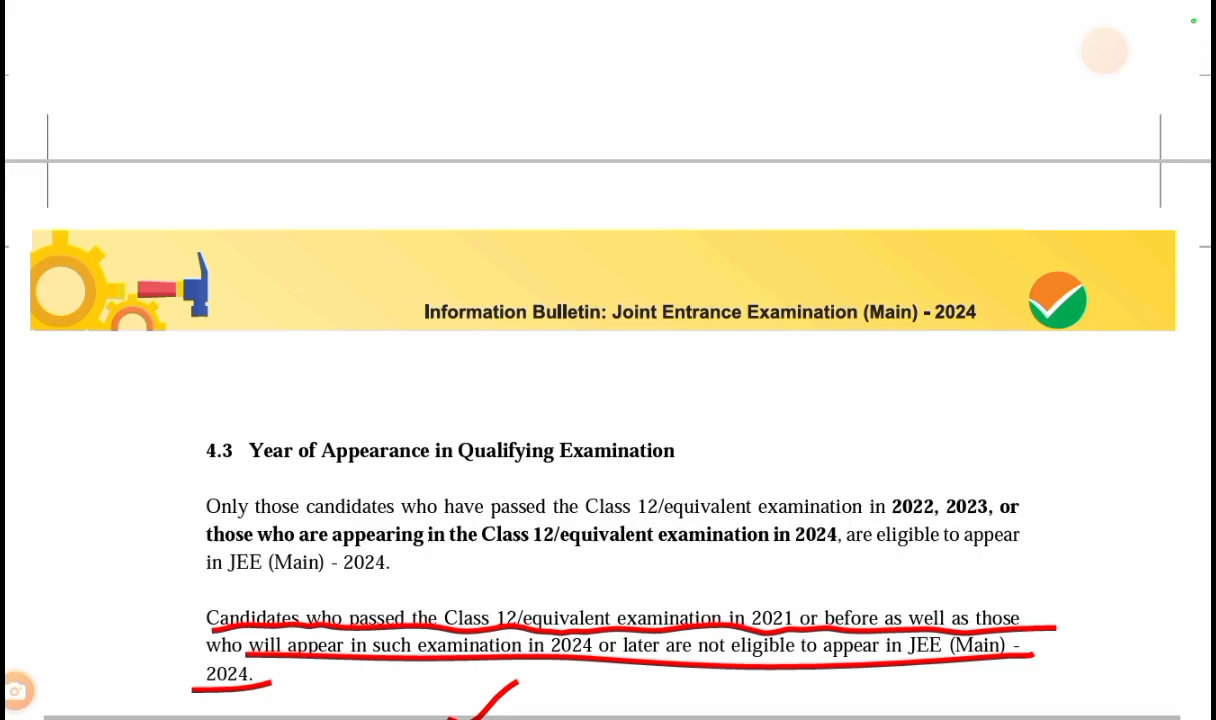 Information Bulletin: Joint Entrance Examination (Main) - 2024
4.3 Year of Appearance in Qualifying Examination
Only those candidates who have passed the Class 12/equivalent examination in 2022, 2023, or
those who are appearing in the Class 12/equivalent examination in 2024, are eligible to appear
in JEE (Main) - 2024.
Candidates who passed the Class 12/equivalent examination in 2021 or before as well as those
who will appear in such examination in 2024 or later are not eligible to appear in JEE (Main) -
2024.